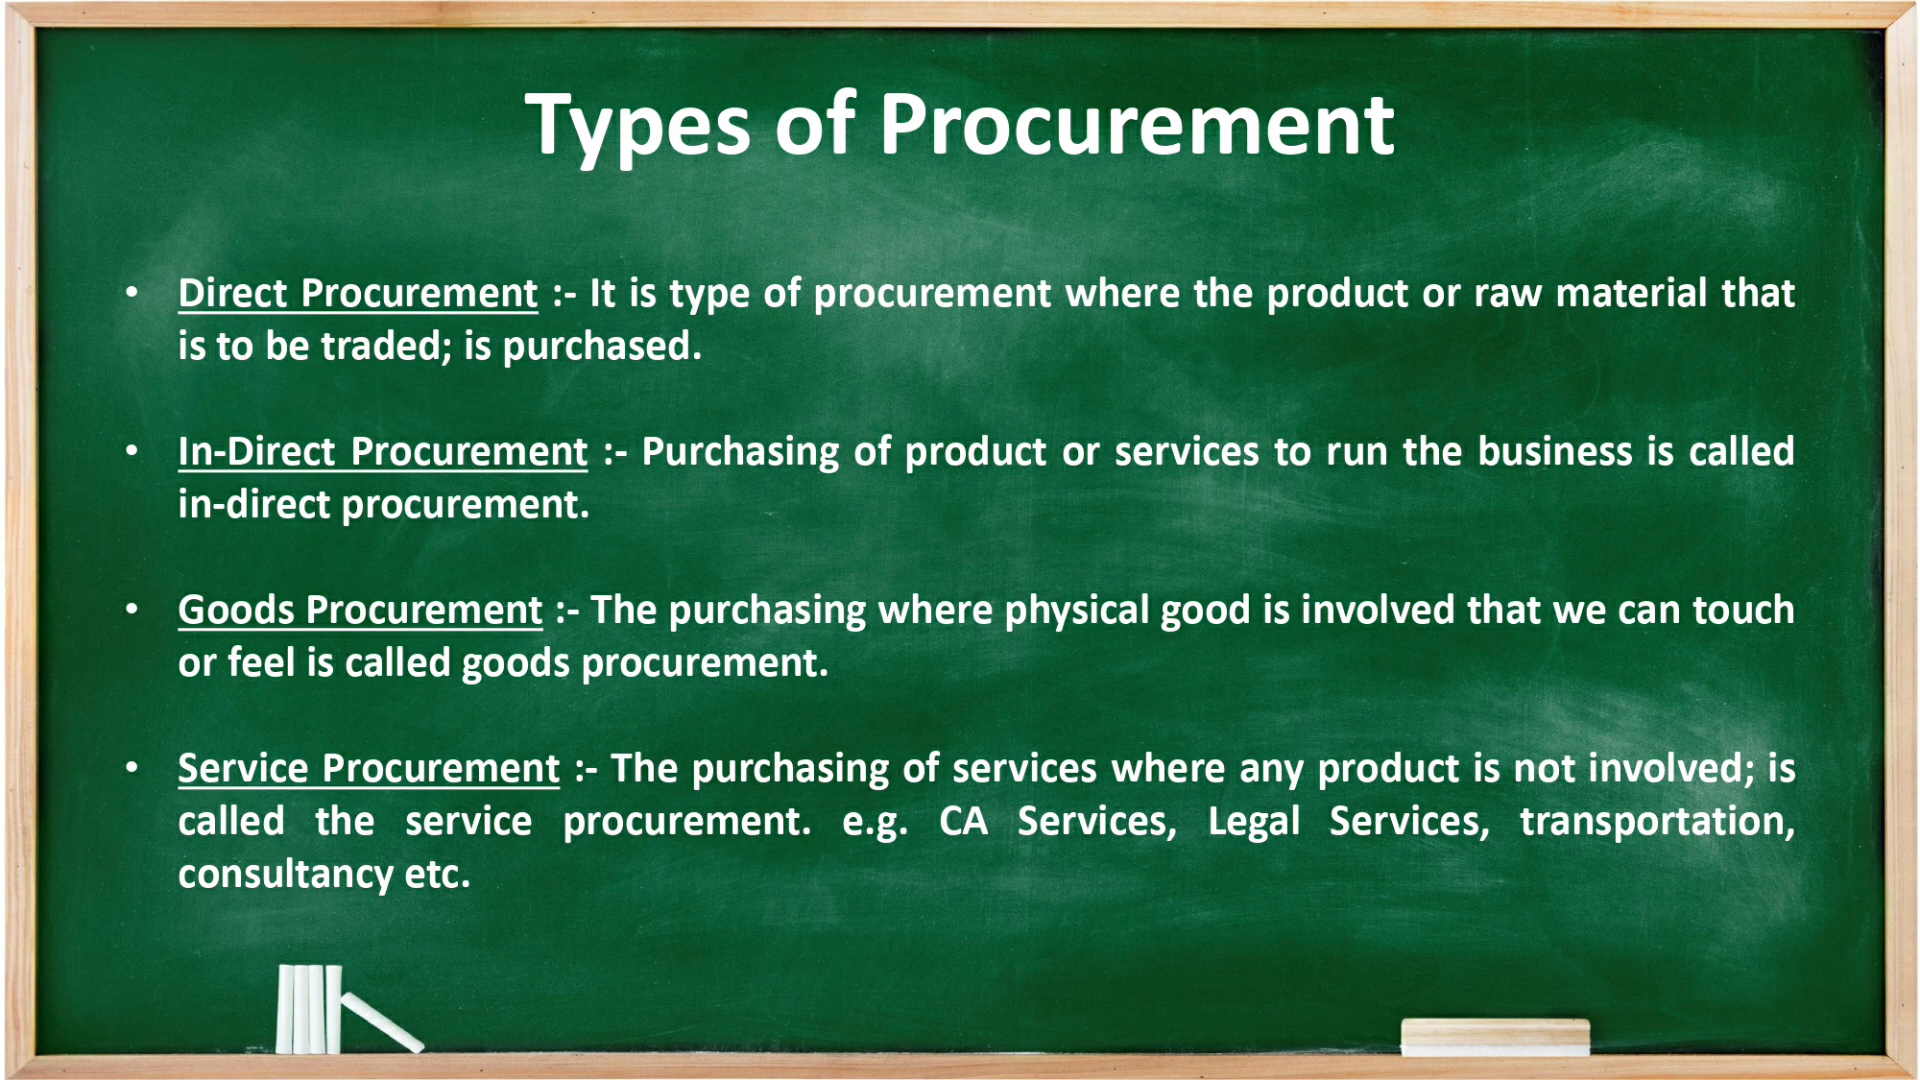 Types of Procurement
• Direct Procurement :- It is type of procurement where the product or raw material that
is to be traded; is purchased.
• In-Direct Procurement :- Purchasing of product or services to run the business is called
in-direct procurement.
• Goods Procurement :- The purchasing where physical good is involved that we can touch
or feel is called goods procurement.
• Service Procurement :- The purchasing of services where any product is not involved; is
called the service procurement. e.g. CA Services, Legal Services, transportation,
consultancy etc.